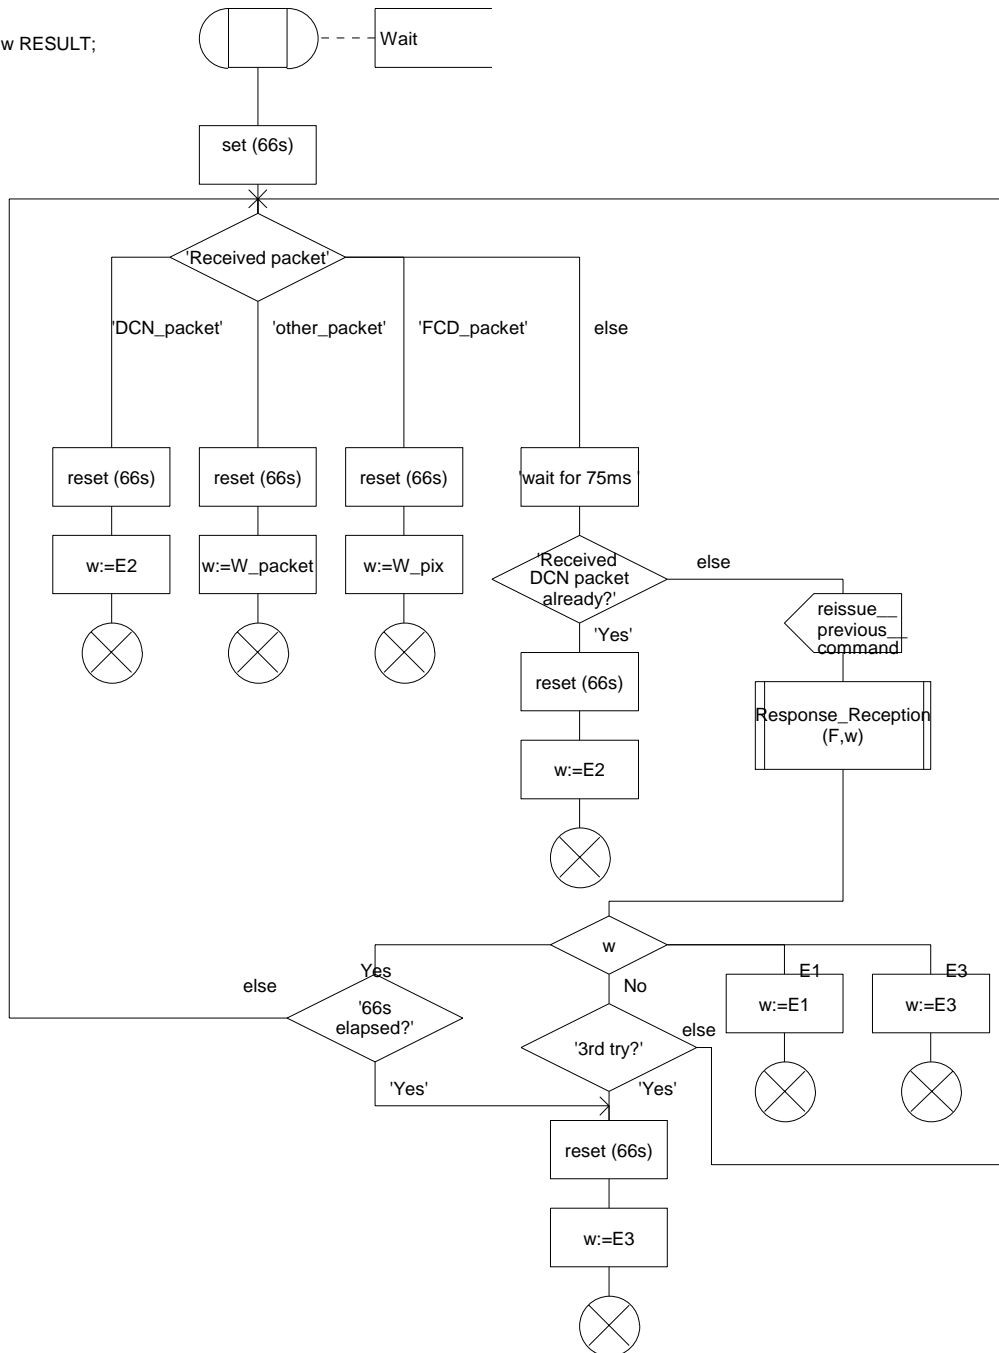 w RESULT;
Wait
set (66s)
'Received packet'
'DCN_packet'
'other_packet'
'FCD_packet'
else
reset (66s)
reset (66s)
reset (66s)
'wait for 75ms '
w:=E2
w:=W_packet
w:=W_pix
'Received
DCN packet
already?'
else
'Yes'
reissue__
previous__
command
reset (66s)
Response_Reception
(F,w)
w:=E2
w
Yes
E1
E3
else
No
'66s
elapsed?'
w:=E1
w:=E3
'3rd try?'
else
'Yes'
'Yes'
reset (66s)
w:=E3